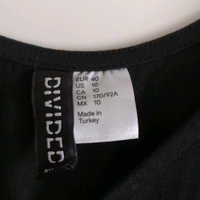 DIVIDED
EUR 40
US 10
CA 10
CN 170/92A
MX 10
Made in
Turkey